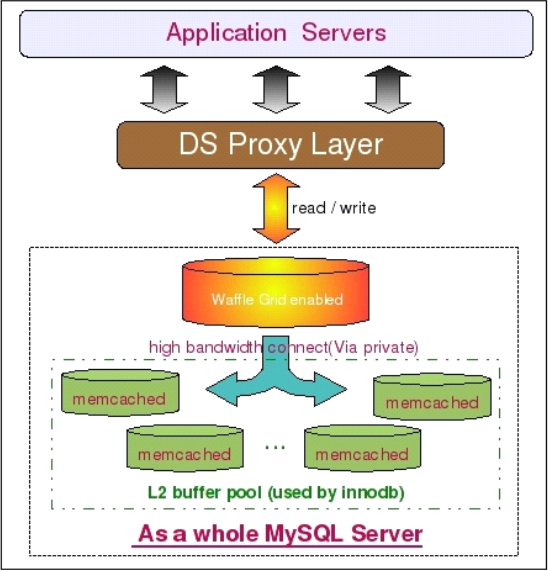 Application Servers
DS Proxy Layer
read / write
Waffle Grid enabled
high bandwidth connect(Via private)
memcached
memcached
memcached ... memcached
L2 buffer pool (used by innodb)
As a whole MySQL Server